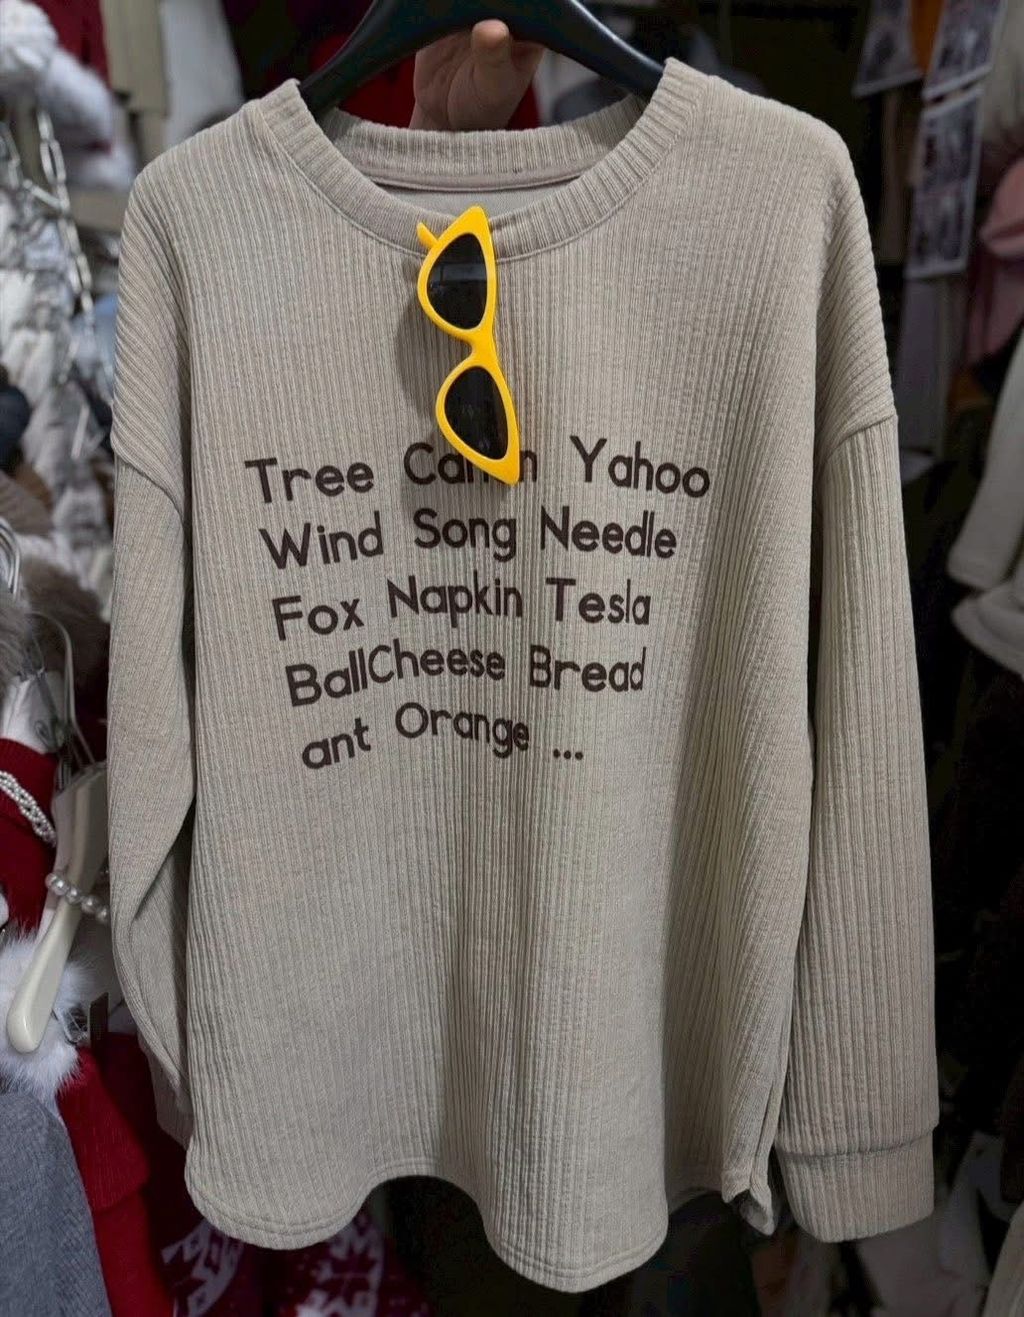 Tree Yahoo
Wind Song Needle
Fox Napkin Tesla
BallCheese Bread
ant Orange ...